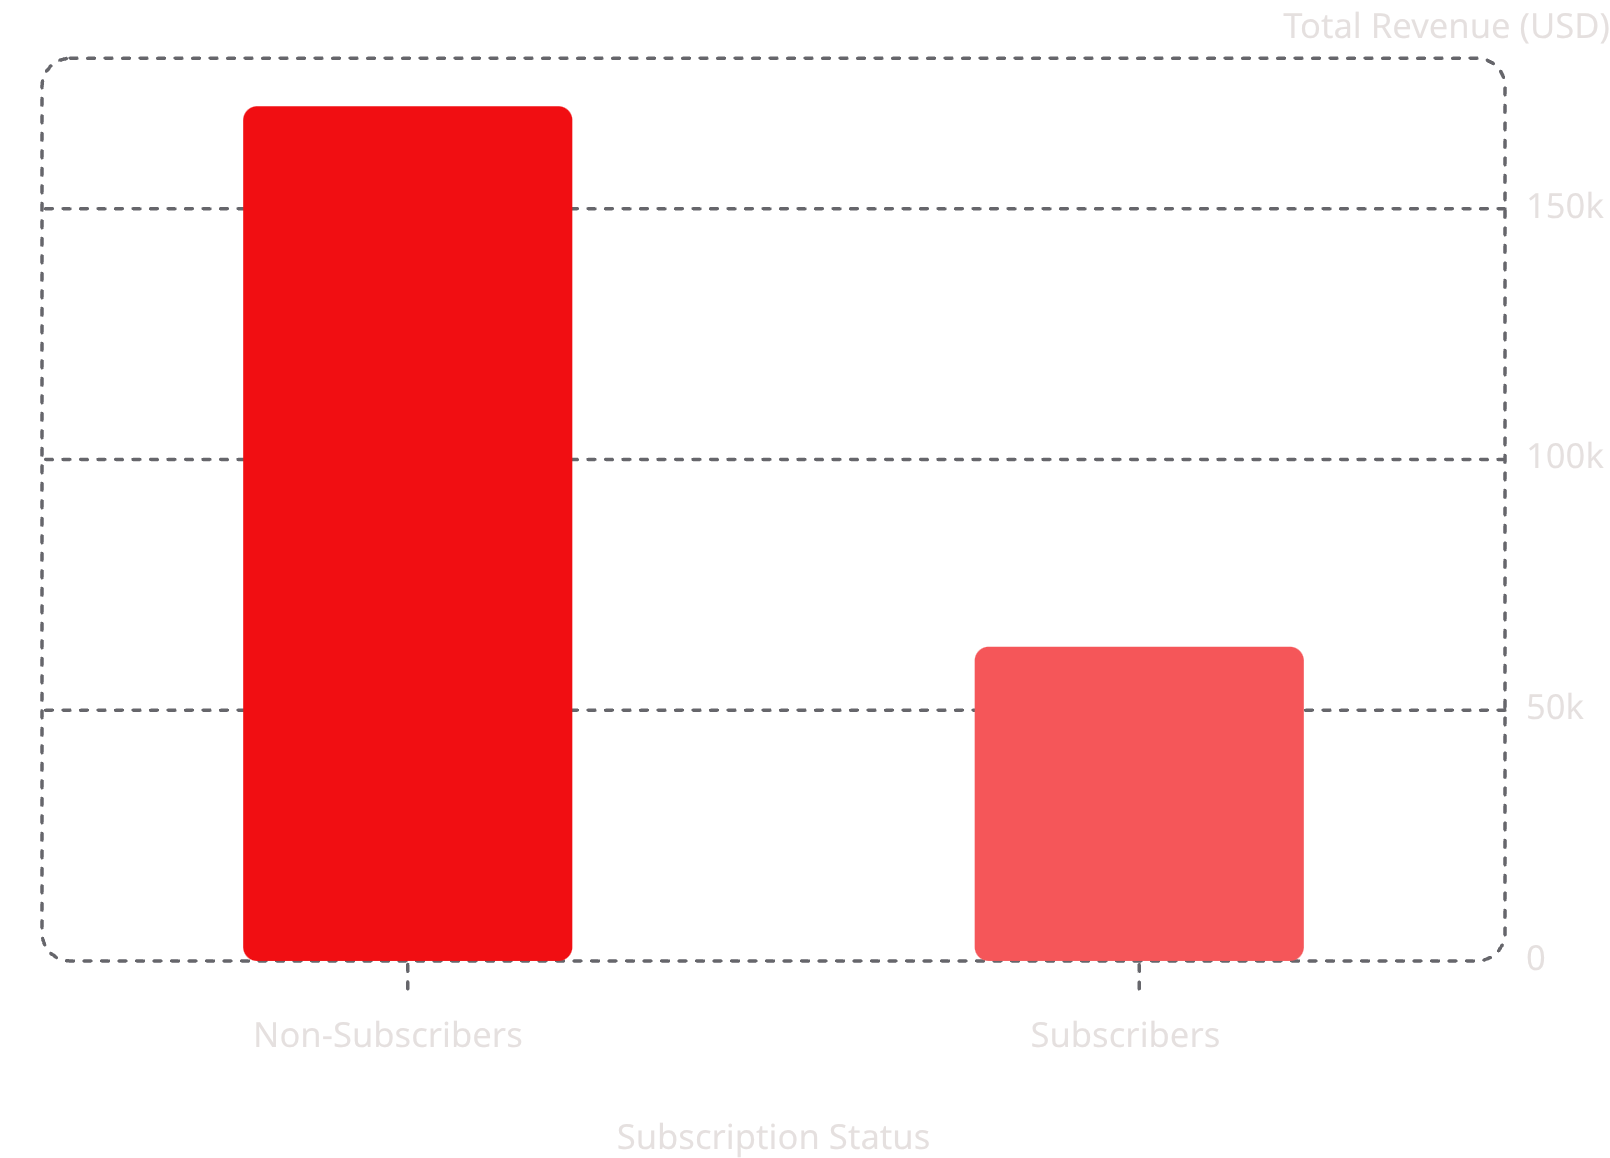 Total Revenue (USD)
150k
100k
50k
0
Non-Subscribers
Subscribers
Subscription Status